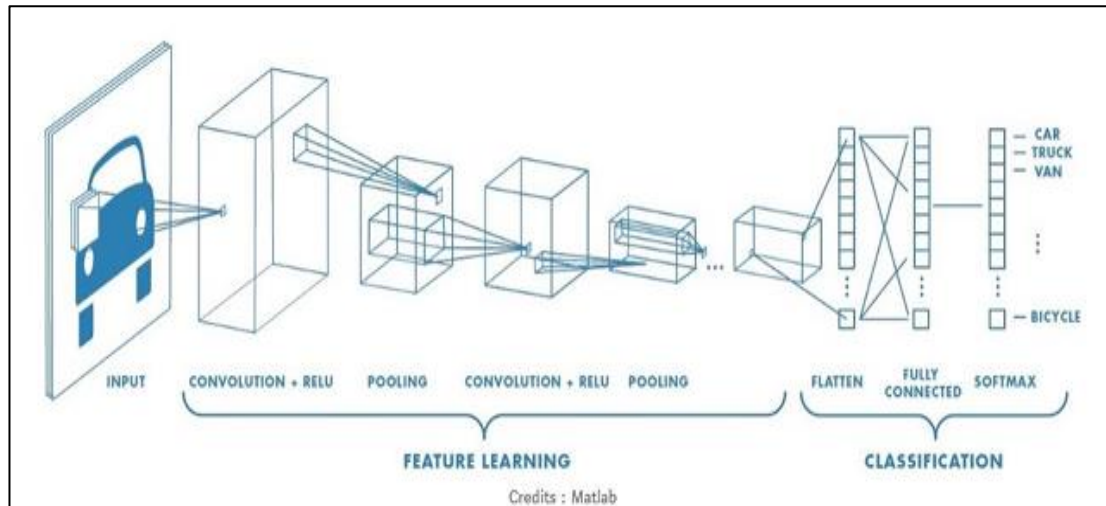 CAR
TRUCK
VAN
BICYCLE
INPUT
CONVOLUTION + RELU
POOLING
CONVOLUTION + RELU
POOLING
FLATTEN
FULLY
CONNECTED
SOFTMAX
FEATURE LEARNING
CLASSIFICATION
Credits : Matlab